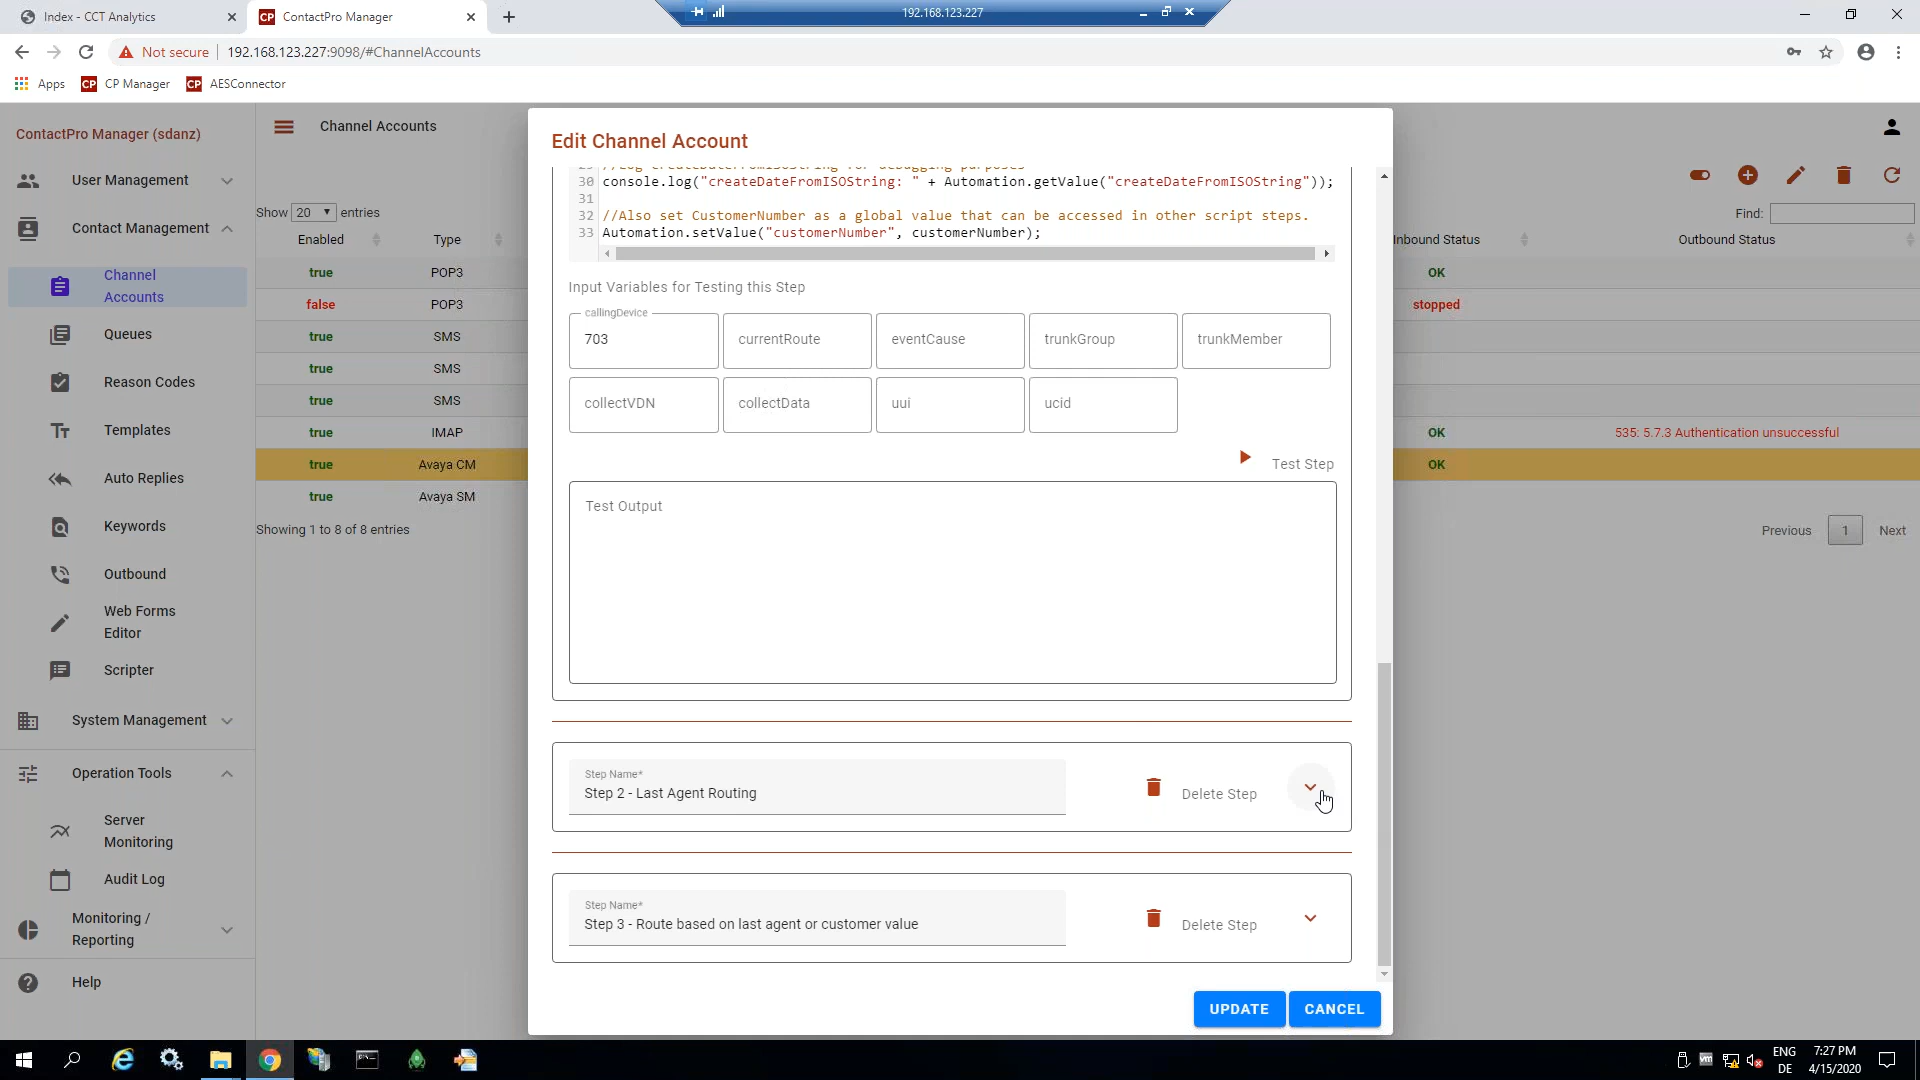 Index - CCT Analytics
CP ContactPro Manager
192.168.123.227
Not secure
192.168.123.227:9098/#ChannelAccounts
Apps
CP CP Manager
CP AESConnector
ContactPro Manager (sdanz)
Channel Accounts
User Management
Contact Management
Channel
Accounts
Queues
Reason Codes
Templates
Auto Replies
Keywords
Outbound
Web Forms
Editor
Scripter
System Management
Operation Tools
Server
Monitoring
Audit Log
Monitoring /
Reporting
Help
Show 20 entries
Find:
Enabled Type Inbound Status Outbound Status
true POP3 OK
false POP3 stopped
true SMS
true SMS
true SMS
true IMAP OK 535: 5.7.3 Authentication unsuccessful
true Avaya CM OK
true Avaya SM
Showing 1 to 8 of 8 entries
Previous 1 Next
Edit Channel Account
30 console.log("createDateFromISOString: " + Automation.getValue("createDateFromISOString"));
31
32 //Also set CustomerNumber as a global value that can be accessed in other script steps.
33 Automation.setValue("customerNumber", customerNumber);
Input Variables for Testing this Step
callingDevice
703
currentRoute
eventCause
trunkGroup
trunkMember
collectVDN
collectData
uui
ucid
Test Step
Test Output
Step Name*
Step 2 - Last Agent Routing
Delete Step
Step Name*
Step 3 - Route based on last agent or customer value
Delete Step
UPDATE
CANCEL
ENG
DE
7:27 PM
4/15/2020